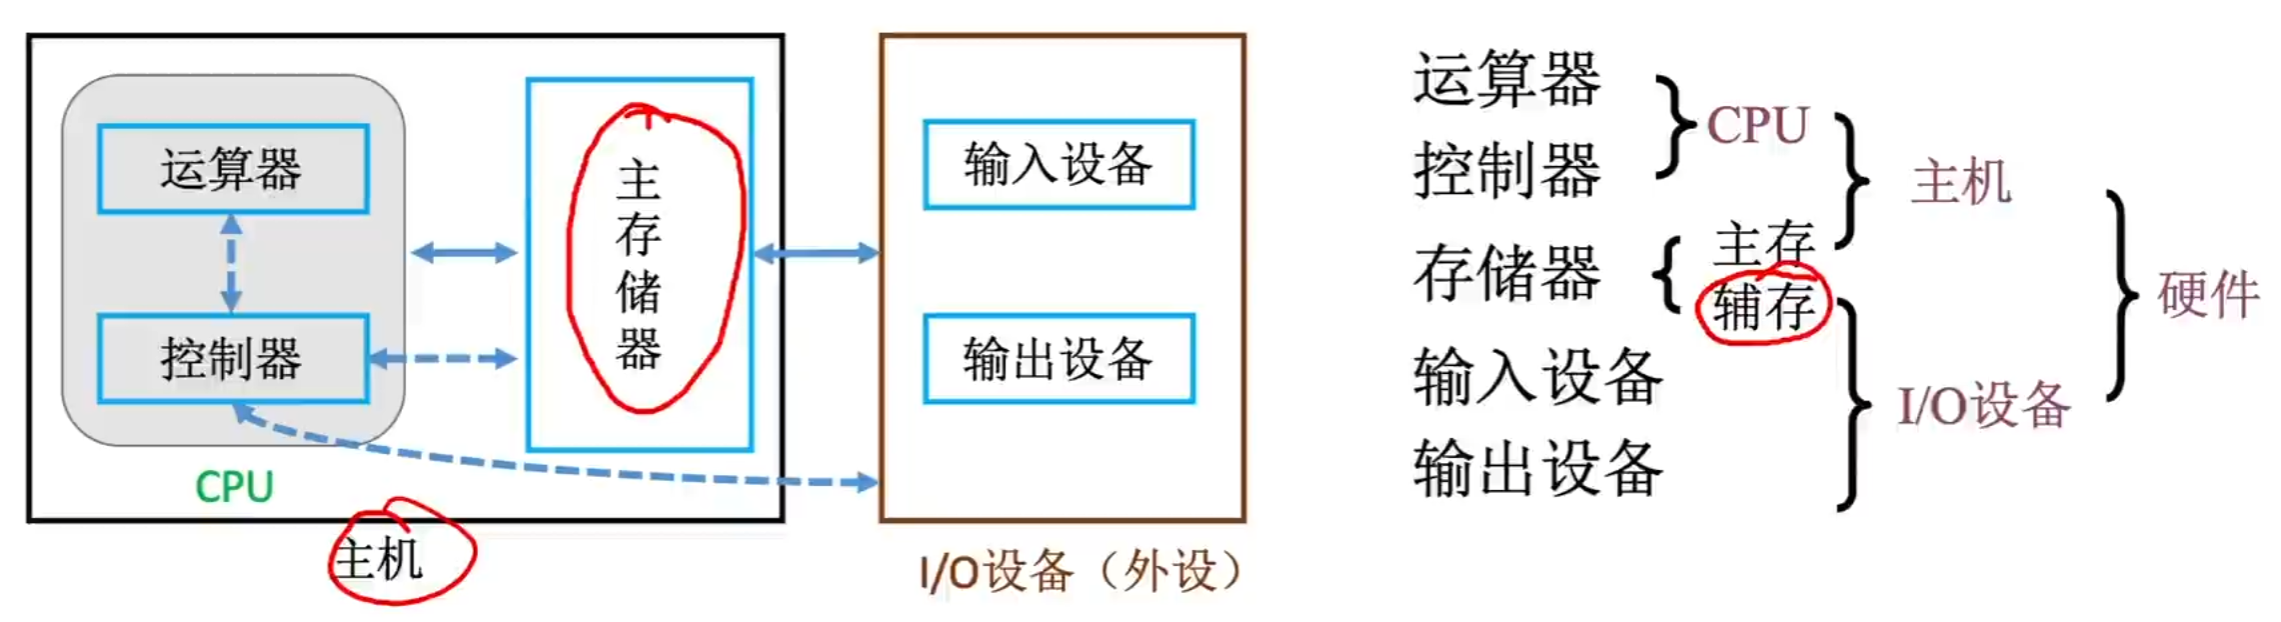 运算器
控制器
CPU
主机
主存储器
输入设备
输出设备
I/O设备（外设）
运算器
控制器
CPU
存储器
主存
辅存
主机
输入设备
输出设备
I/O设备
硬件